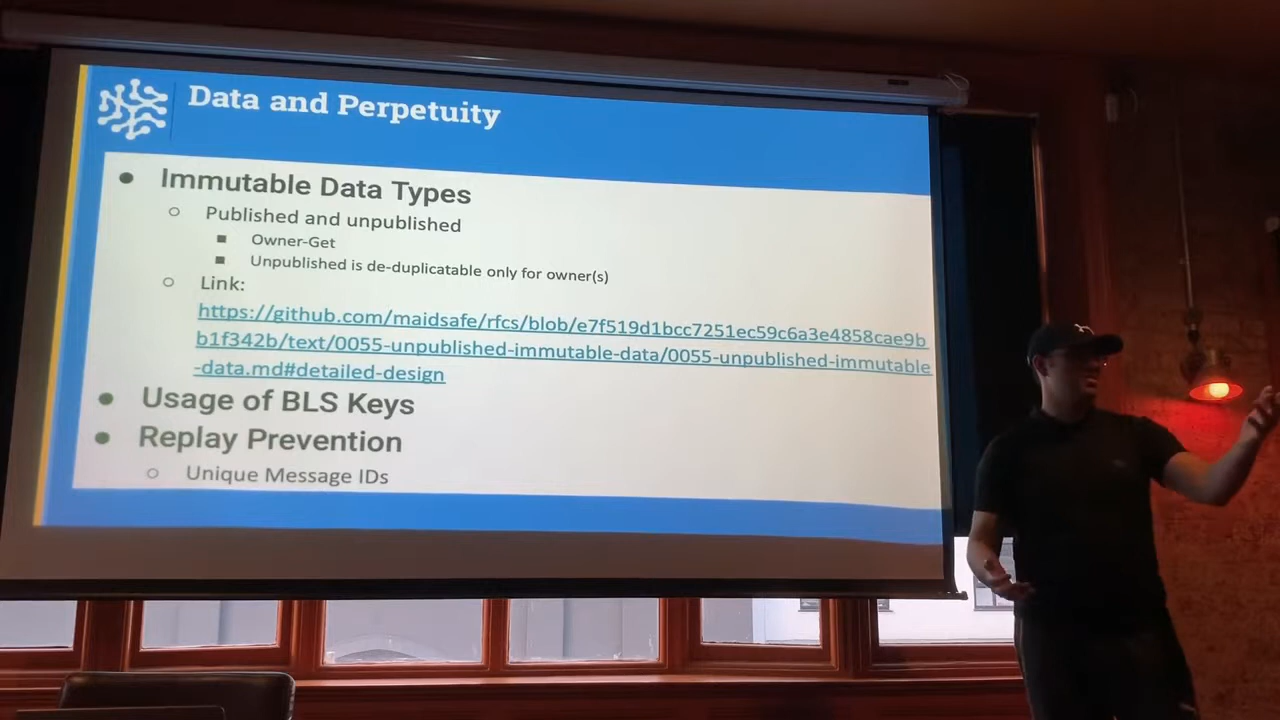 Data and Perpetuity
Immutable Data Types
Published and unpublished
Owner-Get
Unpublished is de-duplicatable only for owner(s)
Link:
https://github.com/maidsafe/rfcs/blob/e7f519d1bcc7251ec59c6a3e4858cae9b
b1f342b/text/0055-unpublished-immutable-data/0055-unpublished-immutable
-data.md#detailed-design
Usage of BLS Keys
Replay Prevention
Unique Message IDs